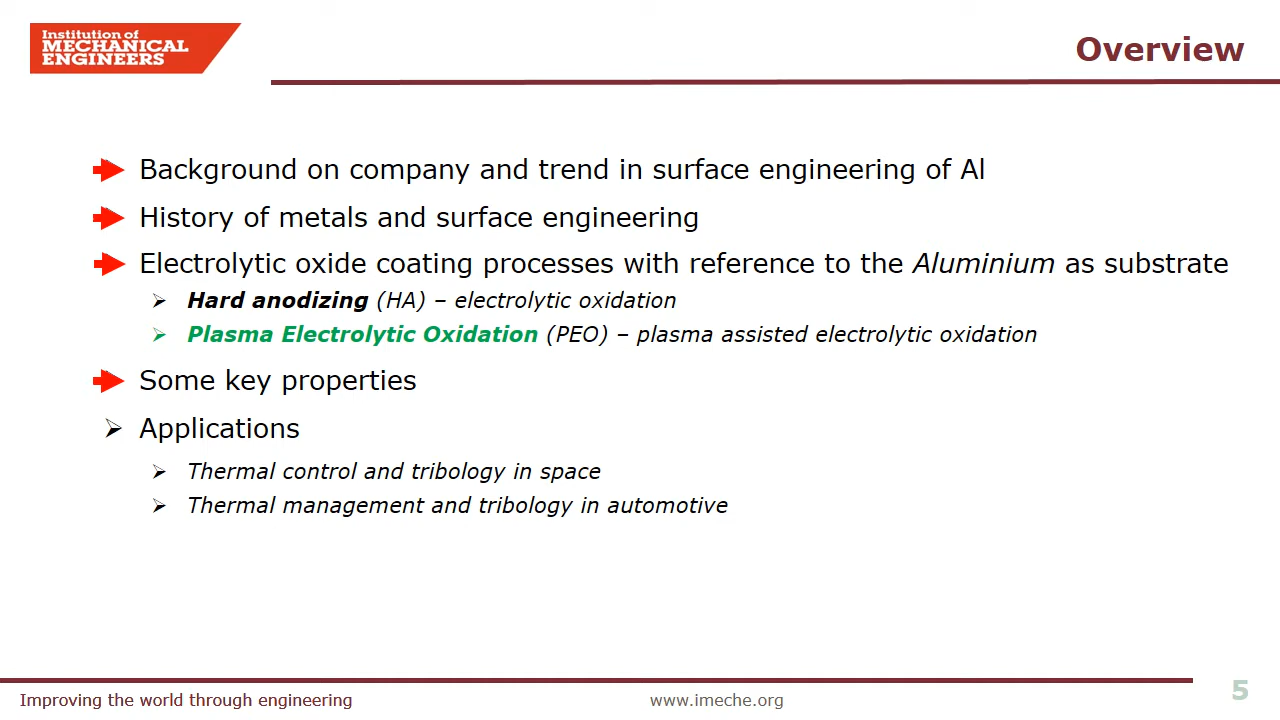 Institution of
MECHANICAL
ENGINEERS
Overview
Background on company and trend in surface engineering of Al
History of metals and surface engineering
Electrolytic oxide coating processes with reference to the Aluminium as substrate
Hard anodizing (HA) – electrolytic oxidation
Plasma Electrolytic Oxidation (PEO) – plasma assisted electrolytic oxidation
Some key properties
Applications
Thermal control and tribology in space
Thermal management and tribology in automotive
Improving the world through engineering
www.imeche.org
5